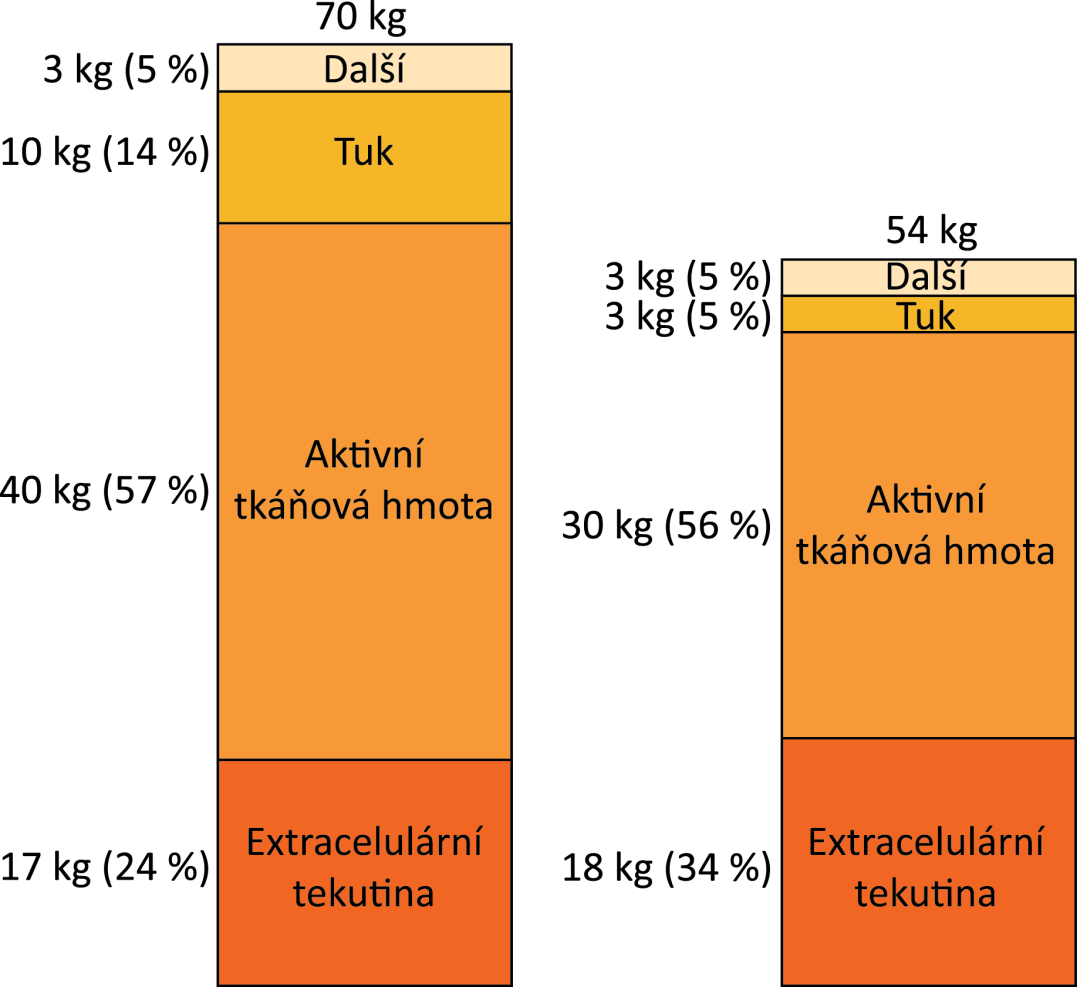 70 kg
3 kg (5 %)
Další
10 kg (14 %)
Tuk
40 kg (57 %)
Aktivní
tkáňová hmota
17 kg (24 %)
Extracelulární
tekutina
54 kg
3 kg (5 %)
Další
3 kg (5 %)
Tuk
30 kg (56 %)
Aktivní
tkáňová hmota
18 kg (34 %)
Extracelulární
tekutina